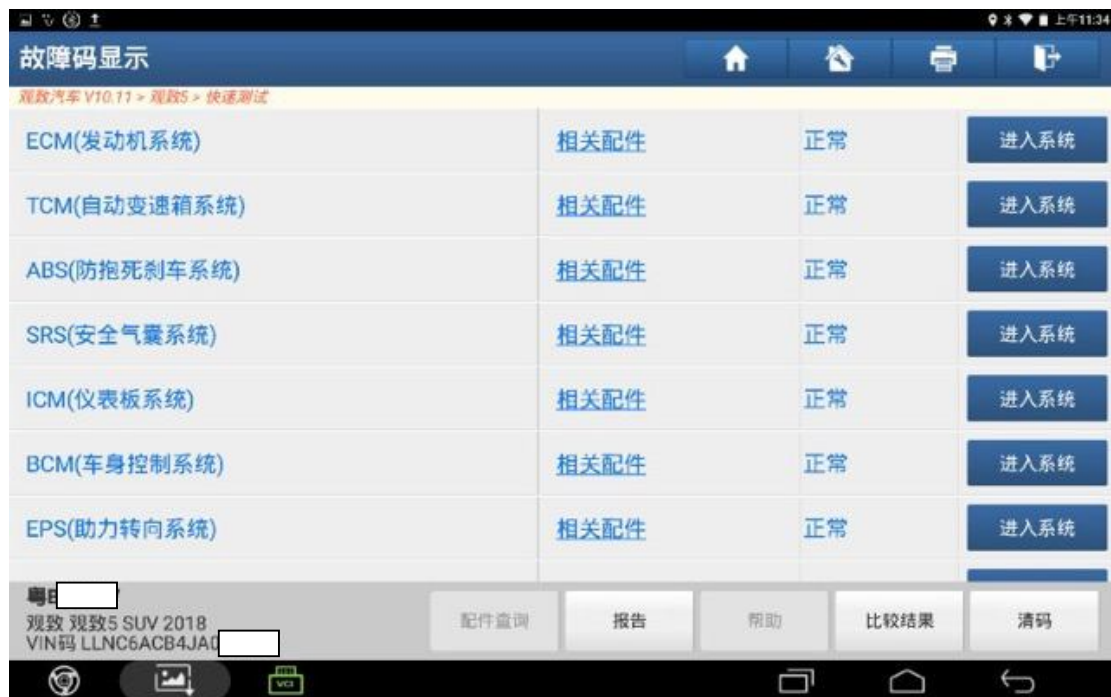 上午11:34
故障码显示
观致汽车 V10.11 > 观致5 > 快速测试
ECM(发动机系统) 相关配件 正常 进入系统
TCM(自动变速箱系统) 相关配件 正常 进入系统
ABS(防抱死刹车系统) 相关配件 正常 进入系统
SRS(安全气囊系统) 相关配件 正常 进入系统
ICM(仪表板系统) 相关配件 正常 进入系统
BCM(车身控制系统) 相关配件 正常 进入系统
EPS(助力转向系统) 相关配件 正常 进入系统
粤B
观致 观致5 SUV 2018
VIN码 LLNC6ACB4JA0
配件查询 报告 帮助 比较结果 清码
VCI